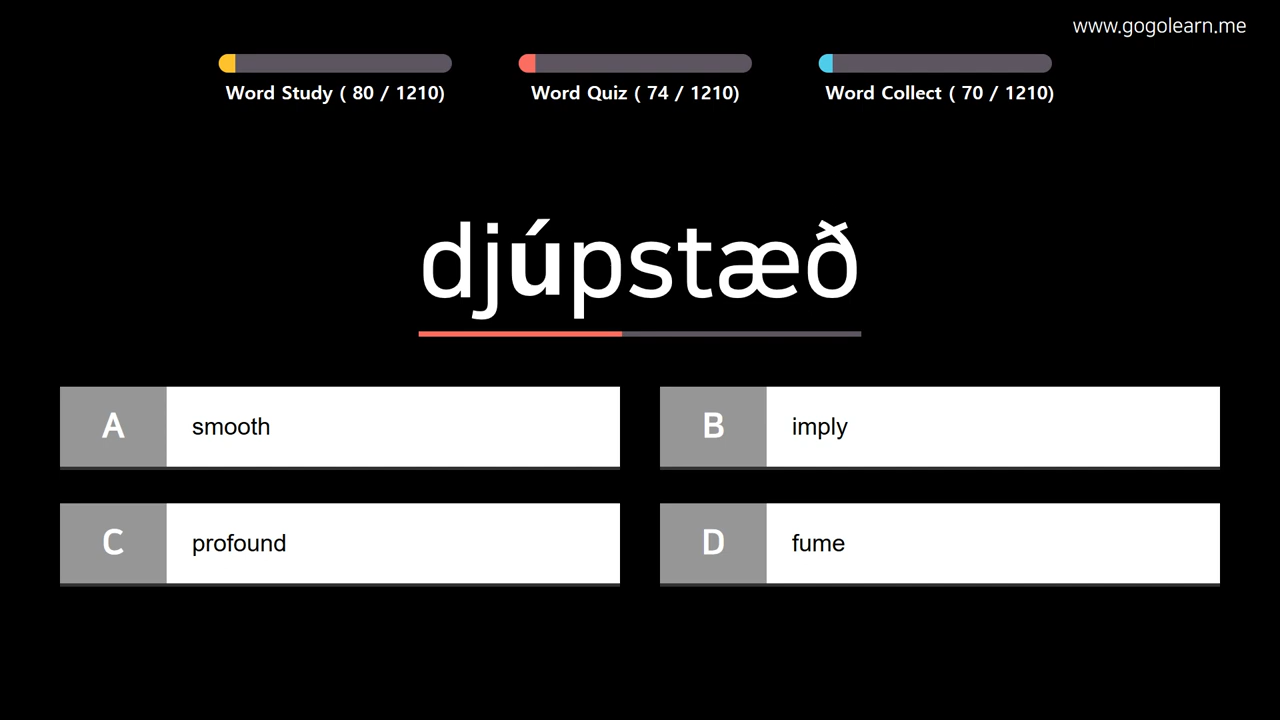 www.gogolearn.me
Word Study ( 80 / 1210)
Word Quiz ( 74 / 1210)
Word Collect ( 70 / 1210)
djúpstæð
A smooth
B imply
C profound
D fume